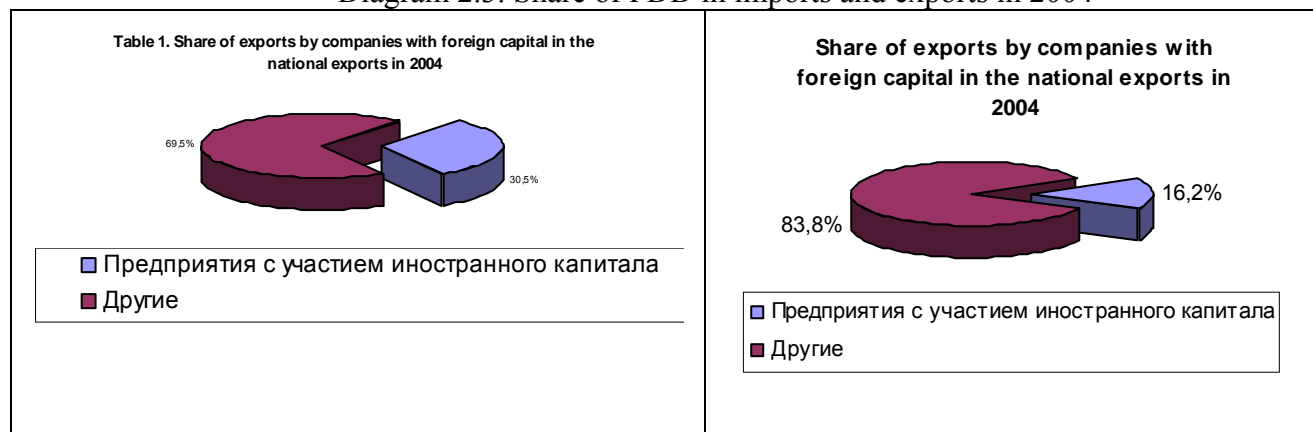 Diagram 2.3. Share of FDD in imports and exports in 2004
Table 1. Share of exports by companies with foreign capital in the
national exports in 2004
69,5%
30,5%
Предприятия с участием иностранного капитала
Другие
Share of exports by companies with
foreign capital in the national exports in
2004
16,2%
83,8%
Предприятия с участием иностранного капитала
Другие